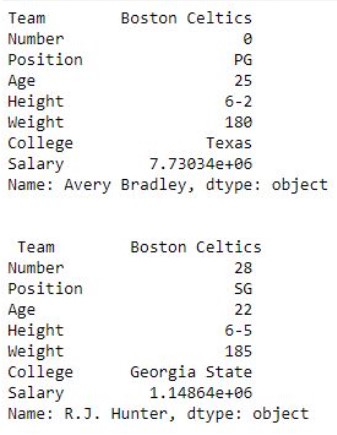 Team Boston Celtics
Number 0
Position PG
Age 25
Height 6-2
Weight 180
College Texas
Salary 7.73034e+06
Name: Avery Bradley, dtype: object
Team Boston Celtics
Number 28
Position SG
Age 22
Height 6-5
Weight 185
College Georgia State
Salary 1.14864e+06
Name: R.J. Hunter, dtype: object